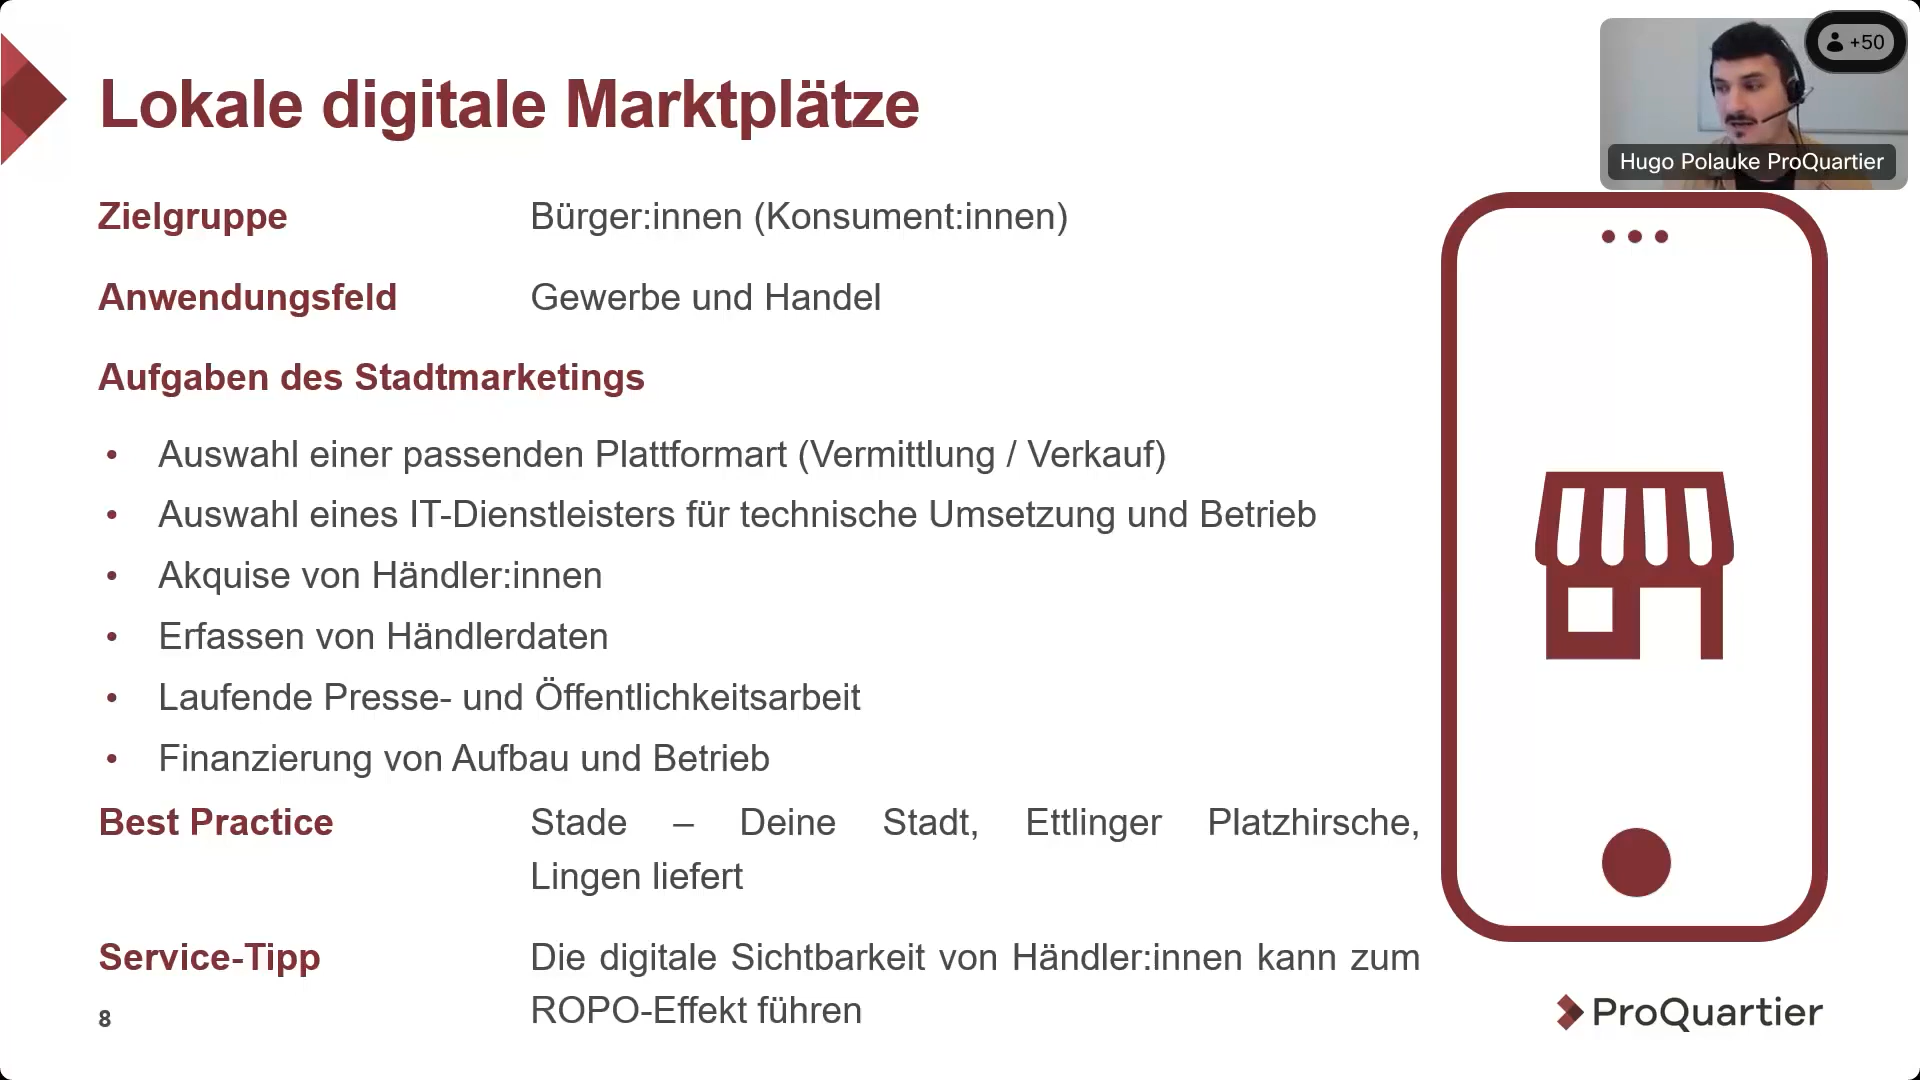 Lokale digitale Marktplätze
+50
Hugo Polauke ProQuartier
Zielgruppe Bürger:innen (Konsument:innen)
Anwendungsfeld Gewerbe und Handel
Aufgaben des Stadtmarketings
• Auswahl einer passenden Plattformart (Vermittlung / Verkauf)
• Auswahl eines IT-Dienstleisters für technische Umsetzung und Betrieb
• Akquise von Händler:innen
• Erfassen von Händlerdaten
• Laufende Presse- und Öffentlichkeitsarbeit
• Finanzierung von Aufbau und Betrieb
Best Practice Stade – Deine Stadt, Ettlinger Platzhirsche,
Lingen liefert
Service-Tipp Die digitale Sichtbarkeit von Händler:innen kann zum
ROPO-Effekt führen
8
ProQuartier